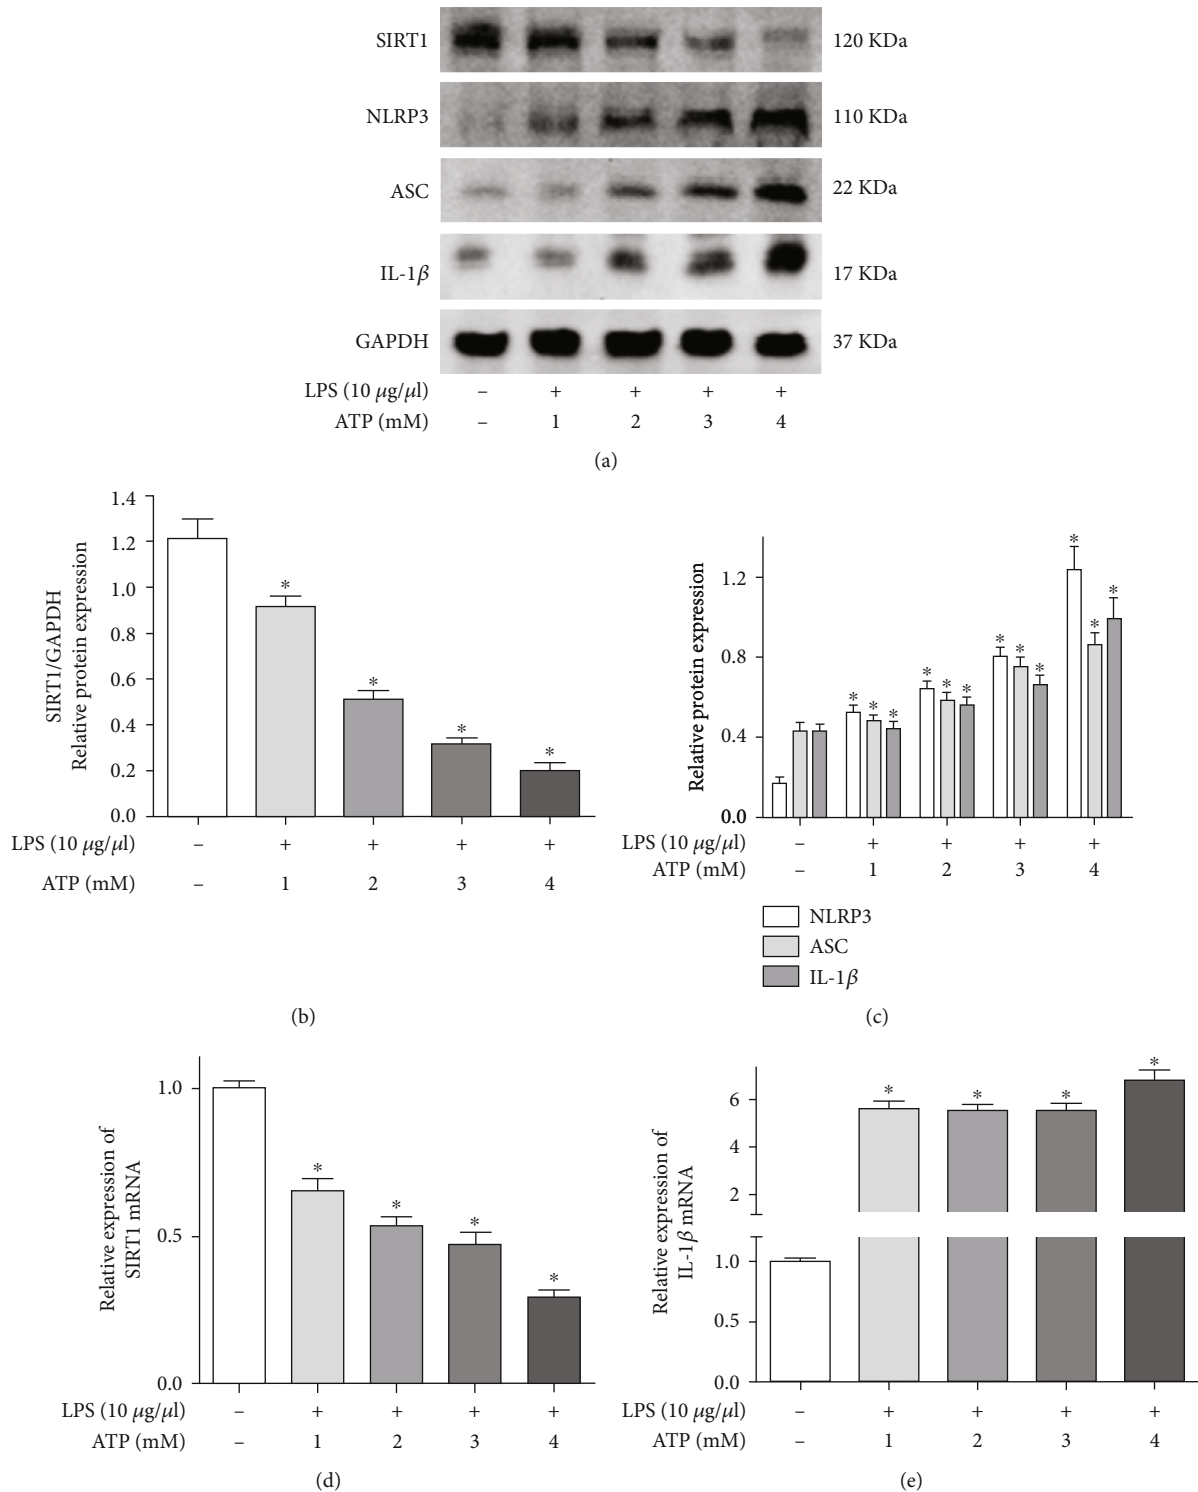 SIRT1 120 KDa
NLRP3 110 KDa
ASC 22 KDa
IL-1β 17 KDa
GAPDH 37 KDa
LPS (10 μg/μl) – + + + +
ATP (mM) – 1 2 3 4
(a)
SIRT1/GAPDH
Relative protein expression
1.4
1.2
1.0
0.8
0.6
0.4
0.2
0.0
* * * *
LPS (10 μg/μl) – + + + +
ATP (mM) – 1 2 3 4
(b)
Relative protein expression
1.2
0.8
0.4
0.0
* * * * * * * * * * * *
LPS (10 μg/μl) – + + + +
ATP (mM) – 1 2 3 4
NLRP3
ASC
IL-1β
(c)
Relative expression of
SIRT1 mRNA
1.0
0.5
0.0
* * * *
LPS (10 μg/μl) – + + + +
ATP (mM) – 1 2 3 4
(d)
Relative expression of
IL-1β mRNA
6
4
2
1.0
0.5
0.0
* * * *
LPS (10 μg/μl) – + + + +
ATP (mM) – 1 2 3 4
(e)